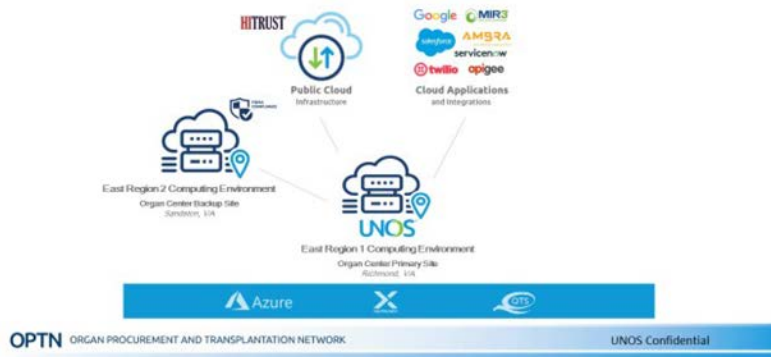 HITRUST
Google
MIR3
salesforce
AMBRA
servicenow
twilio
apigee
Public Cloud
Infrastructure
Cloud Applications
and Integrations
East Region 2 Computing Environment
Organ Center Backup Site
Sandston, VA
UNOS
East Region 1 Computing Environment
Organ Center Primary Site
Richmond, VA
Azure
QTS
OPTN ORGAN PROCUREMENT AND TRANSPLANTATION NETWORK
UNOS Confidential